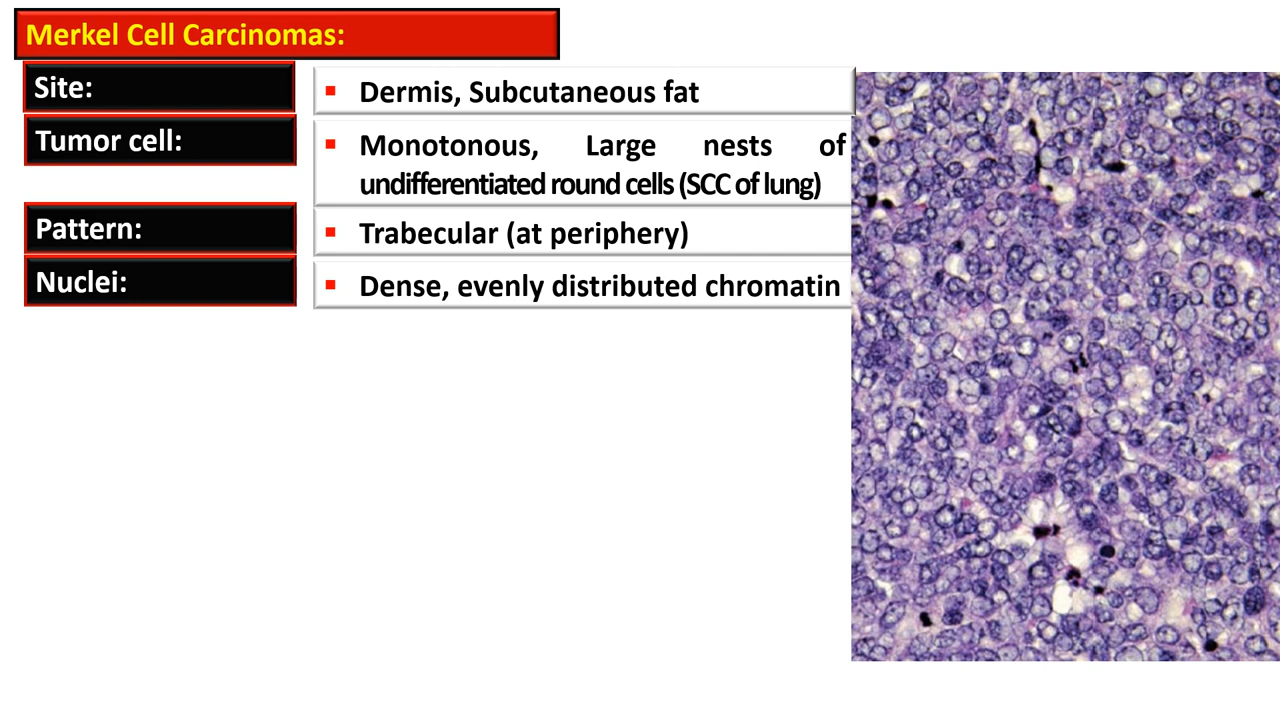 Merkel Cell Carcinomas:
Site:
▪ Dermis, Subcutaneous fat
Tumor cell:
▪ Monotonous, Large nests of
undifferentiated round cells (SCC of lung)
Pattern:
▪ Trabecular (at periphery)
Nuclei:
▪ Dense, evenly distributed chromatin